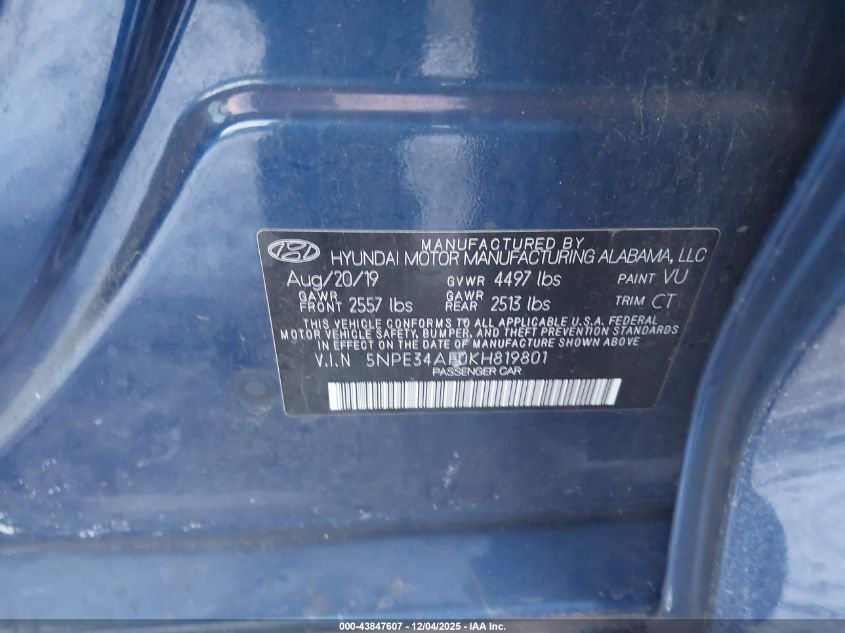 MANUFACTURED BY
HYUNDAI MOTOR MANUFACTURING ALABAMA, LLC
Aug/20/19 GVWR 4497 lbs PAINT VU
GAWR FRONT 2557 lbs GAWR REAR 2513 lbs TRIM CT
THIS VEHICLE CONFORMS TO ALL APPLICABLE U.S.A. FEDERAL
MOTOR VEHICLE SAFETY, BUMPER, AND THEFT PREVENTION STANDARDS
IN EFFECT ON THE DATE OF MANUFACTURE SHOWN ABOVE
V.I.N 5NPE34AF0KH819801
PASSENGER CAR
000-43847607 - 12/04/2025 - IAA Inc.